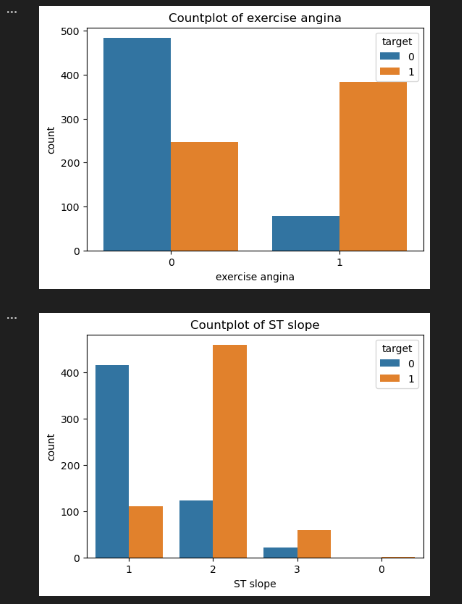 ...
Countplot of exercise angina
target
0
1
500
400
300
200
100
0
count
0 1
exercise angina
...
Countplot of ST slope
target
0
1
400
300
200
100
0
count
1 2 3 0
ST slope